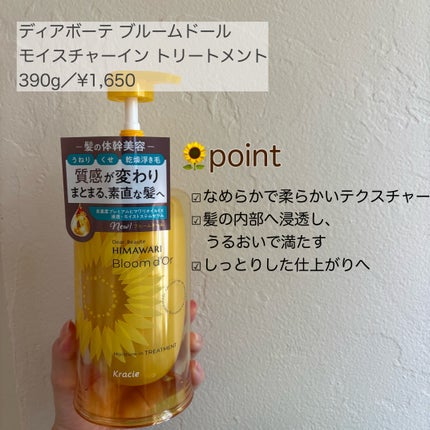 ディアボーテ ブルームドール
モイスチャーイン トリートメント
390g／¥1,650
point
☑なめらかで柔らかいテクスチャー
☑髪の内部へ浸透し、
うるおいで満たす
☑しっとりした仕上がりへ
髪の体幹美容
うねり くせ 乾燥浮き毛
質感が変わり
まとまる、素直な髪へ
New!
Dear Beauté
HIMAWARI
Bloom d'Or
TREATMENT
Kracie